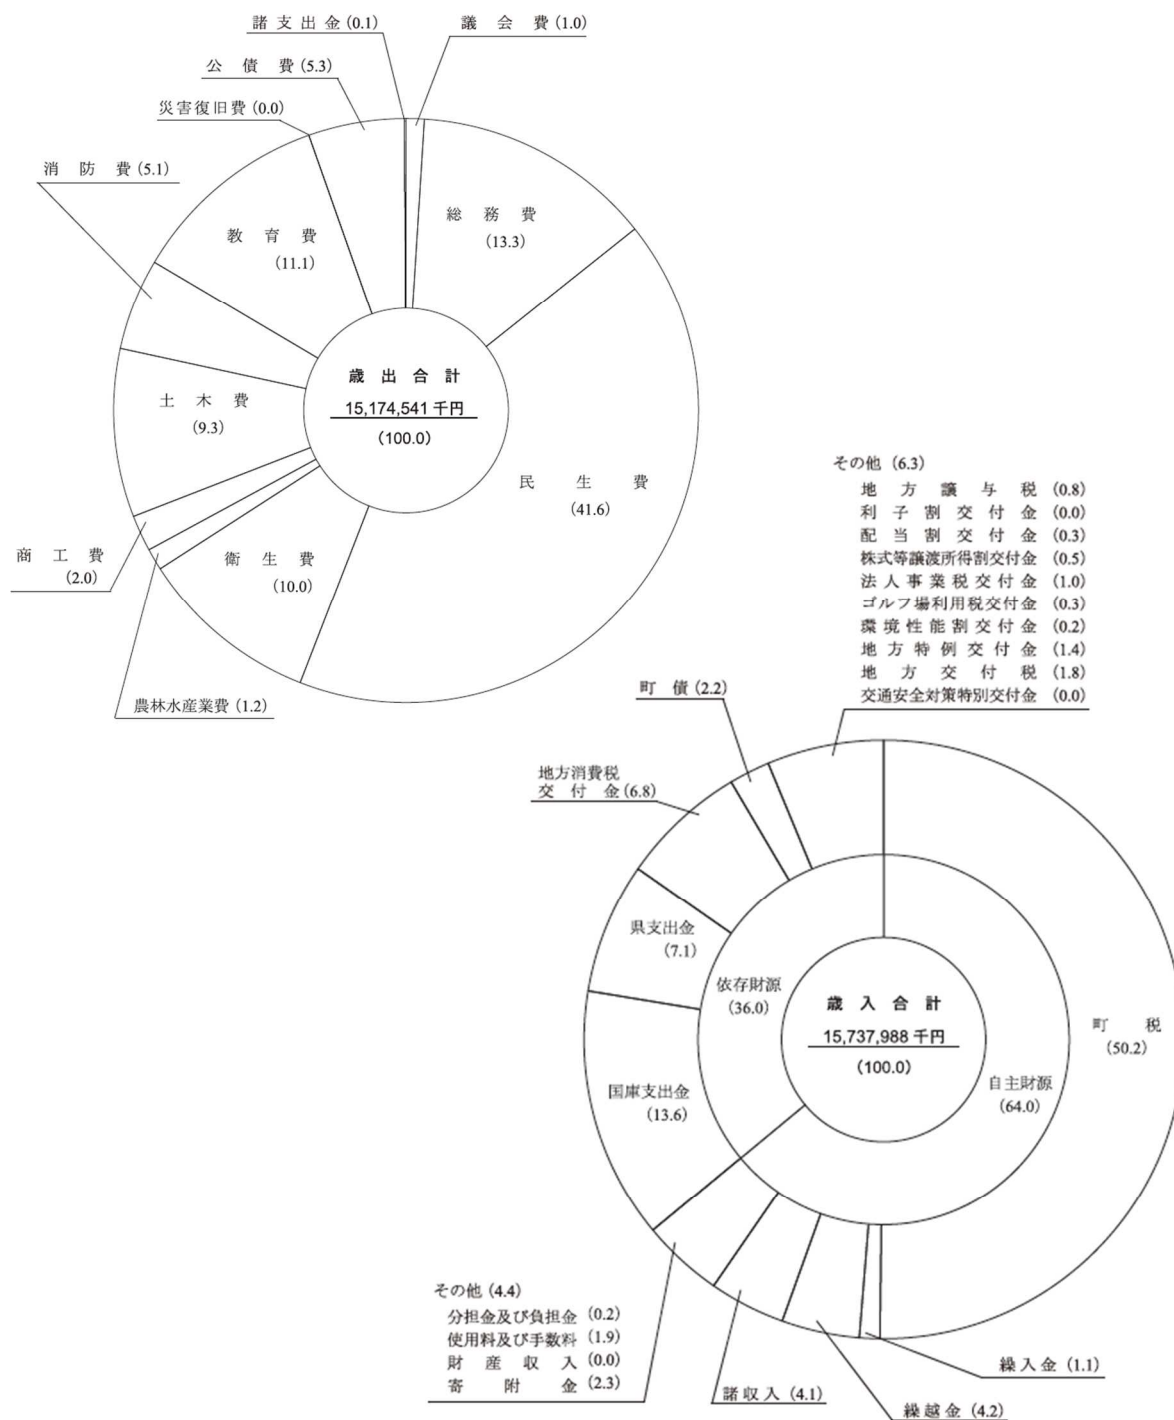 諸支出金(0.1)
議会費(1.0)
公債費(5.3)
災害復旧費(0.0)
消防費(5.1)
総務費
(13.3)
教育費
(11.1)
歳出合計
15,174,541 千円
(100.0)
土木費
(9.3)
民生費
(41.6)
商工費
(2.0)
衛生費
(10.0)
農林水産業費(1.2)
その他 (6.3)
地方譲与税 (0.8)
利子割交付金 (0.0)
配当割交付金 (0.3)
株式等譲渡所得割交付金 (0.5)
法人事業税交付金 (1.0)
ゴルフ場利用税交付金 (0.3)
環境性能割交付金 (0.2)
地方特例交付金 (1.4)
地方交付税 (1.8)
交通安全対策特別交付金 (0.0)
町債(2.2)
地方消費税
交付金(6.8)
県支出金
(7.1)
依存財源
(36.0)
歳入合計
15,737,988 千円
(100.0)
町税
(50.2)
国庫支出金
(13.6)
自主財源
(64.0)
その他 (4.4)
分担金及び負担金 (0.2)
使用料及び手数料 (1.9)
財産収入 (0.0)
寄附金 (2.3)
諸収入(4.1)
繰越金(4.2)
繰入金(1.1)